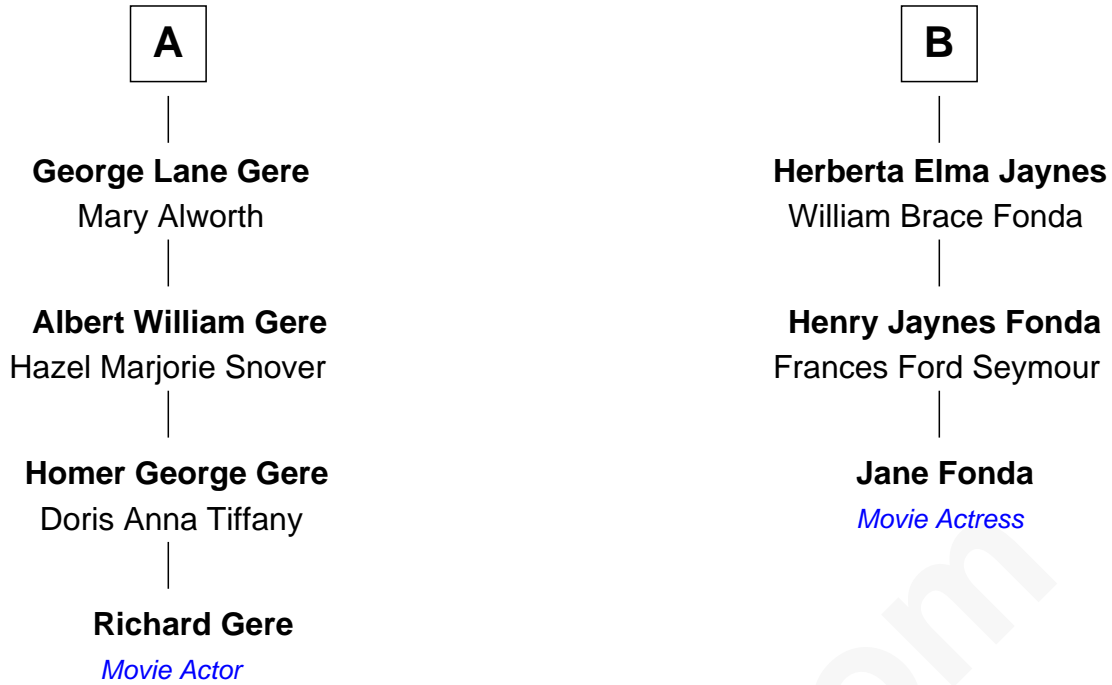 A
George Lane Gere
Mary Alworth
Albert William Gere
Hazel Marjorie Snover
Homer George Gere
Doris Anna Tiffany
Richard Gere
Movie Actor
B
Herberta Elma Jaynes
William Brace Fonda
Henry Jaynes Fonda
Frances Ford Seymour
Jane Fonda
Movie Actress
om